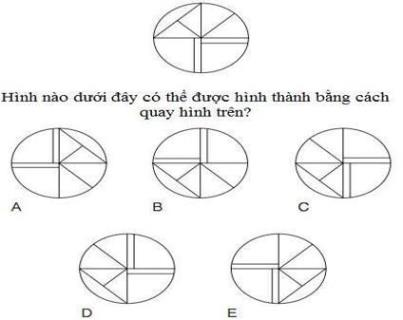 Hình nào dưới đây có thể được hình thành bằng cách
quay hình trên?
A
B
C
D
E